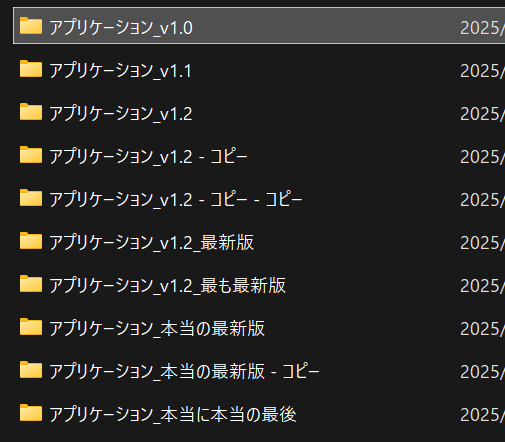 アプリケーション_v1.0 2025/
アプリケーション_v1.1 2025/
アプリケーション_v1.2 2025/
アプリケーション_v1.2 - コピー 2025/
アプリケーション_v1.2 - コピー - コピー 2025/
アプリケーション_v1.2_最新版 2025/
アプリケーション_v1.2_最も最新版 2025/
アプリケーション_本当の最新版 2025/
アプリケーション_本当の最新版 - コピー 2025/
アプリケーション_本当に本当の最後 2025/